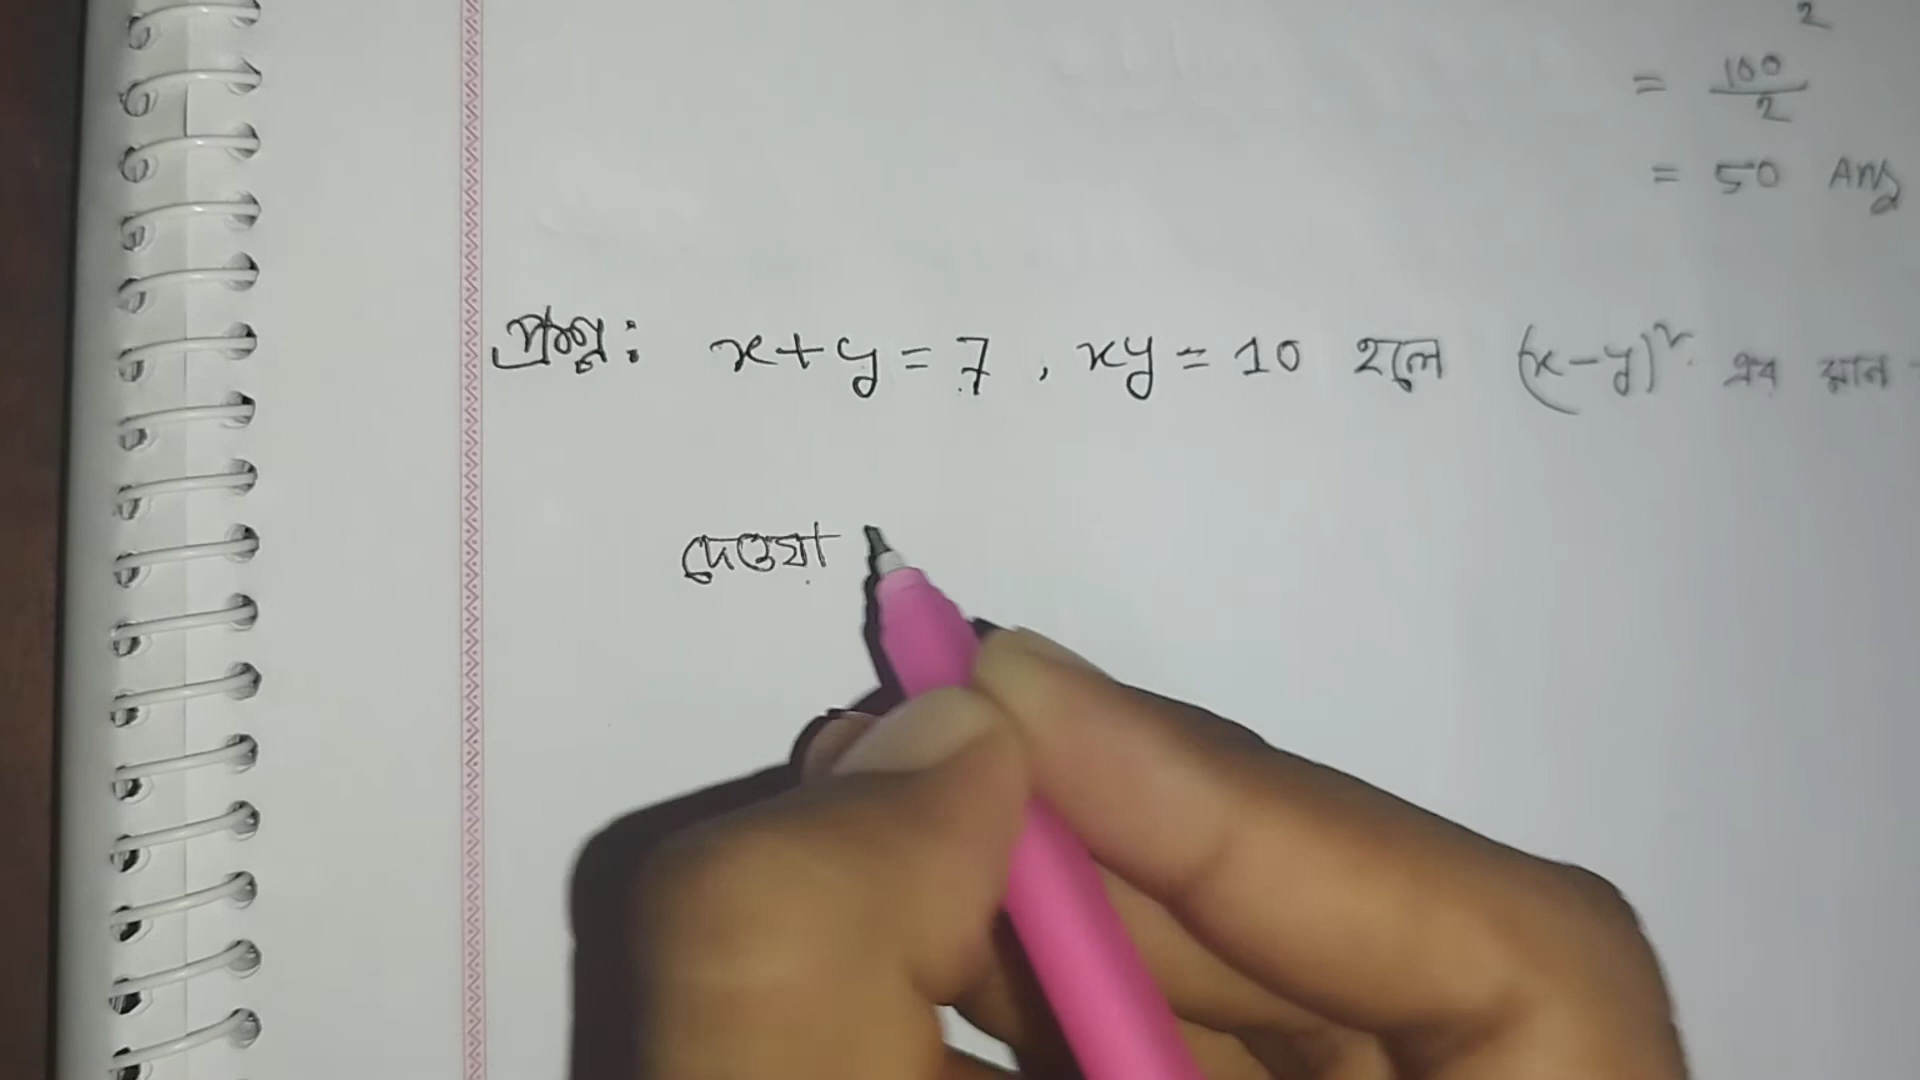 2
= 100/2
= 50 Ans
প্রশ্ন: x+y=7, xy=10 হলে (x-y)² এর মান
দেওয়া